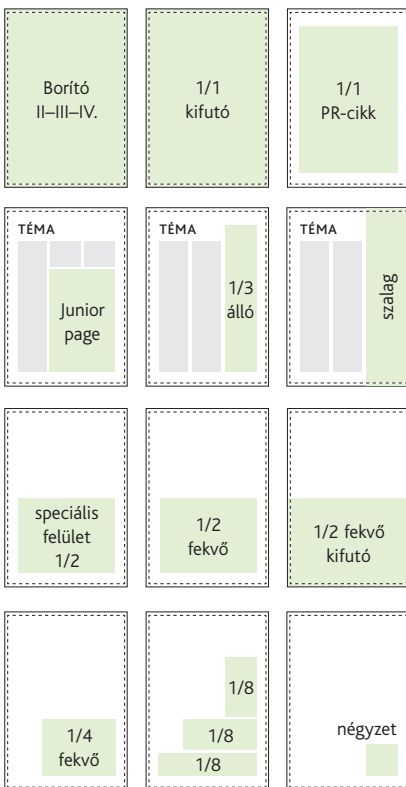 Borító
II–III–IV.
1/1
kifutó
1/1
PR-cikk
TÉMA
Junior
page
TÉMA
1/3
álló
TÉMA
szalag
speciális
felület
1/2
1/2
fekvő
1/2 fekvő
kifutó
1/4
fekvő
1/8
1/8
1/8
négyzet